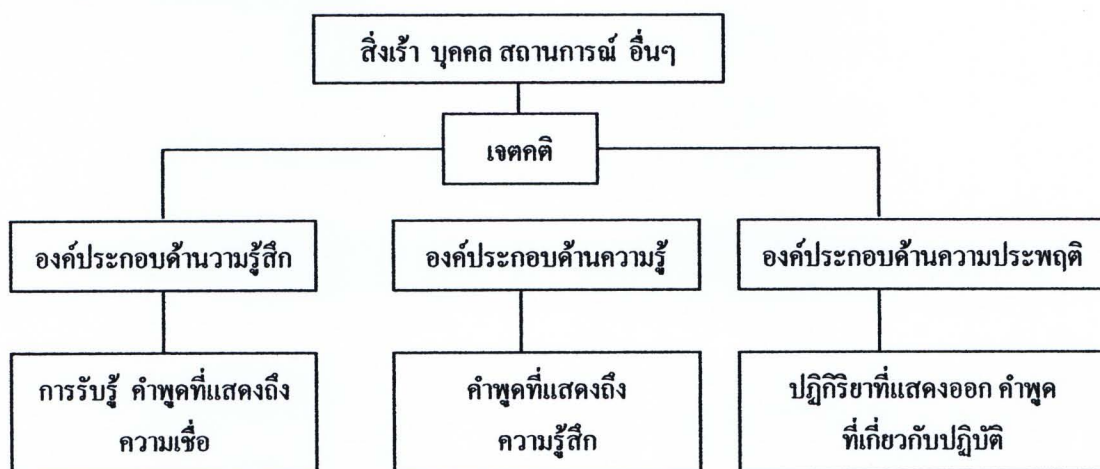 สิ่งเร้า บุคคล สถานการณ์ อื่นๆ
เจตคติ
องค์ประกอบด้านวามรู้สึก
องค์ประกอบด้านความรู้
องค์ประกอบด้านความประพฤติ
การรับรู้ คำพูดที่แสดงถึง
ความเชื่อ
คำพูดที่แสดงถึง
ความรู้สึก
ปฏิกิริยาที่แสดงออก คำพูด
ที่เกี่ยวกับปฏิบัติ